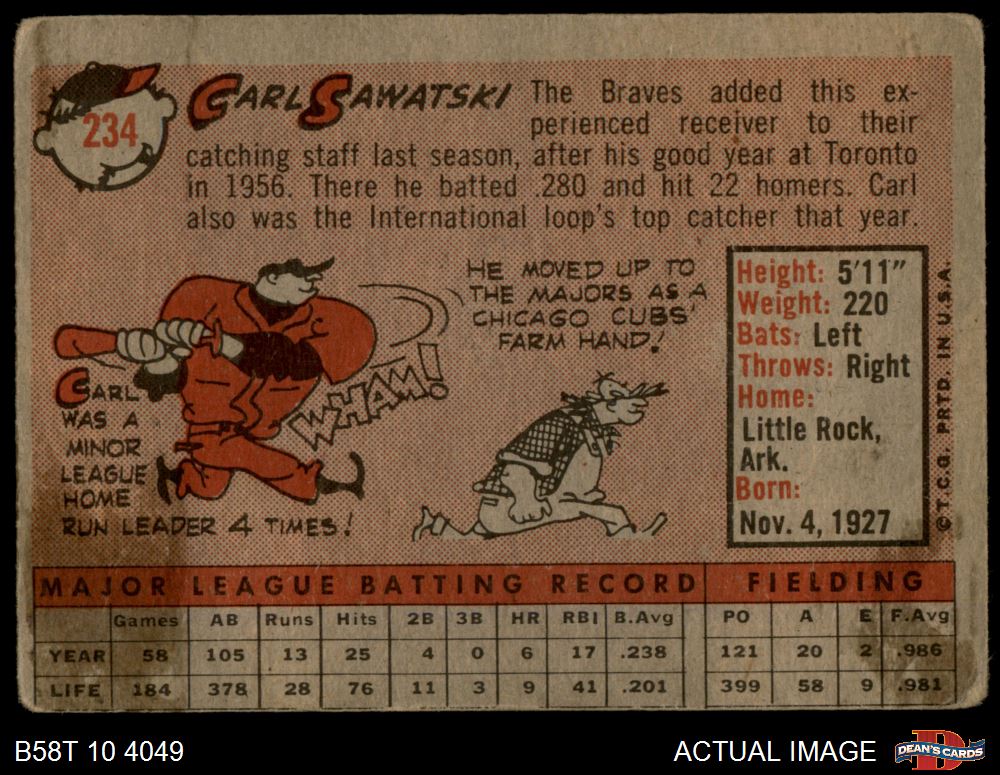 234
CARL SAWATSKI
The Braves added this ex-
perienced receiver to their
catching staff last season, after his good year at Toronto
in 1956. There he batted .280 and hit 22 homers. Carl
also was the International loop's top catcher that year.
HE MOVED UP TO
THE MAJORS AS A
CHICAGO CUBS'
FARM HAND!
WHAM!
CARL
WAS A
MINOR
LEAGUE
HOME
RUN LEADER 4 TIMES!
Height: 5'11"
Weight: 220
Bats: Left
Throws: Right
Home:
Little Rock,
Ark.
Born:
Nov. 4, 1927
© T.C.G. PRTD. IN U.S.A.
MAJOR LEAGUE BATTING RECORD FIELDING
Games AB Runs Hits 2B 3B HR RBI B.Avg PO A E F.Avg
YEAR 58 105 13 25 4 0 6 17 .238 121 20 2 .986
LIFE 184 378 28 76 11 3 9 41 .201 399 58 9 .981
B58T 10 4049 ACTUAL IMAGE DEAN'S CARDS